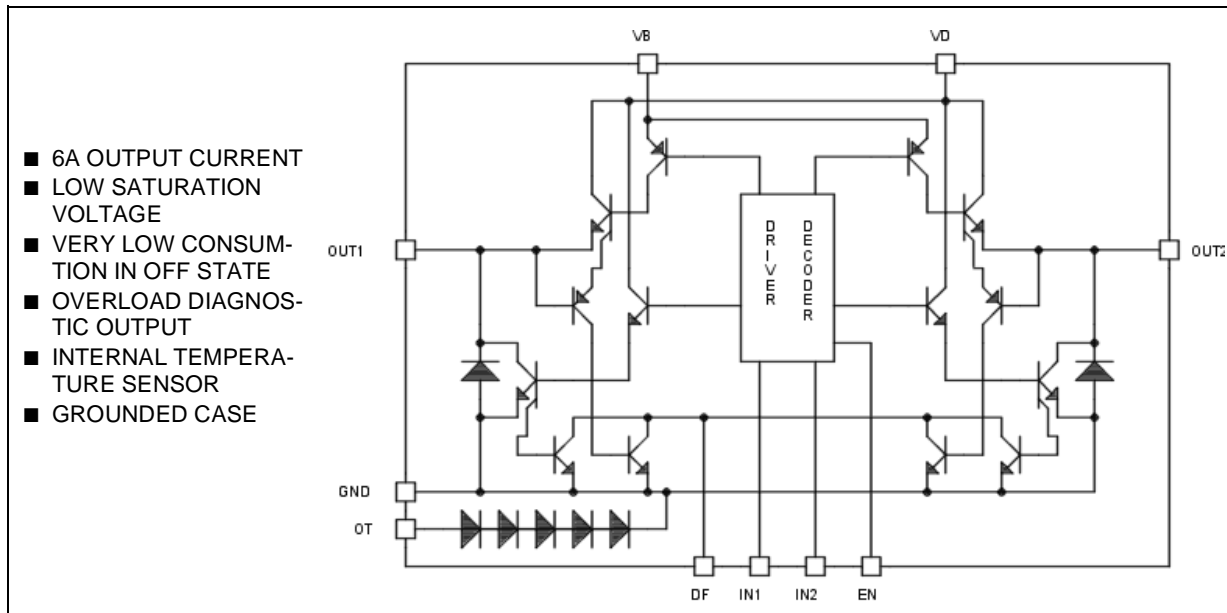 ■ 6A OUTPUT CURRENT
■ LOW SATURATION
VOLTAGE
■ VERY LOW CONSUM-
TION IN OFF STATE
■ OVERLOAD DIAGNOS-
TIC OUTPUT
■ INTERNAL TEMPERA-
TURE SENSOR
■ GROUNDED CASE
VB
VD
DRIVER
DECODER
OUT1
OUT2
GND
OT
DF
IN1
IN2
EN